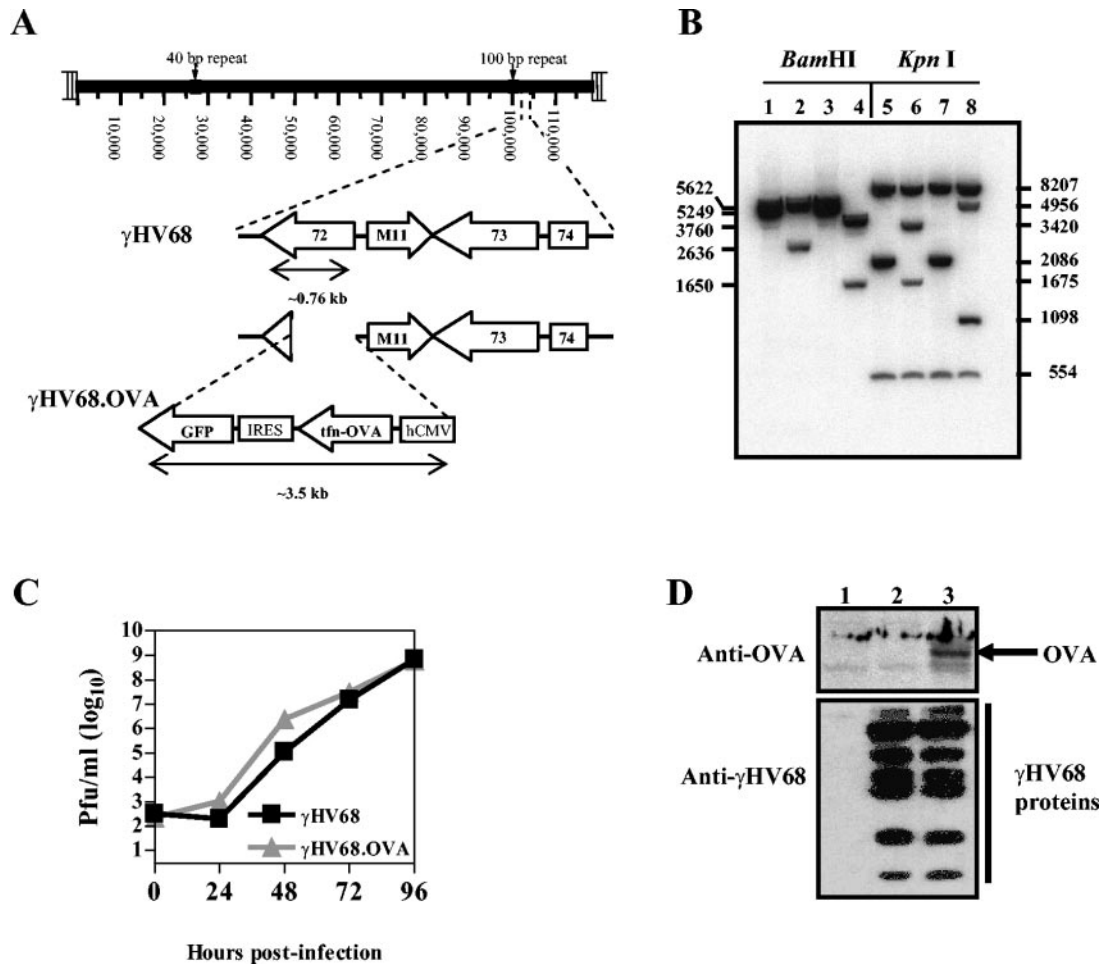 A
40 bp repeat
100 bp repeat
10,000
20,000
30,000
40,000
50,000
60,000
70,000
80,000
90,000
100,000
110,000
γHV68
72
M11
73
74
~0.76 kb
M11
73
74
γHV68.OVA
GFP
IRES
tfn-OVA
hCMV
~3.5 kb
B
BamHI
Kpn I
1 2 3 4 5 6 7 8
5622
5249
3760
2636
1650
8207
4956
3420
2086
1675
1098
554
C
Pfu/ml (log10)
10
9
8
7
6
5
4
3
2
1
γHV68
γHV68.OVA
0 24 48 72 96
Hours post-infection
D
1 2 3
Anti-OVA
OVA
Anti-γHV68
γHV68
proteins